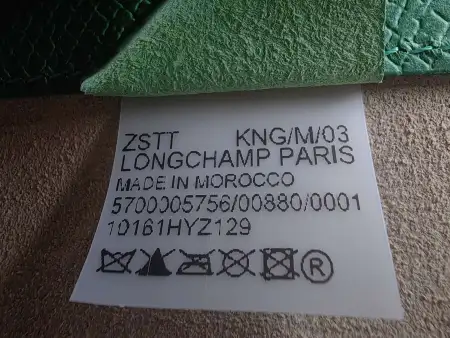 ZSTT KNG/M/03
LONGCHAMP PARIS
MADE IN MOROCCO
5700005756/00880/0001
10161HYZ129
®